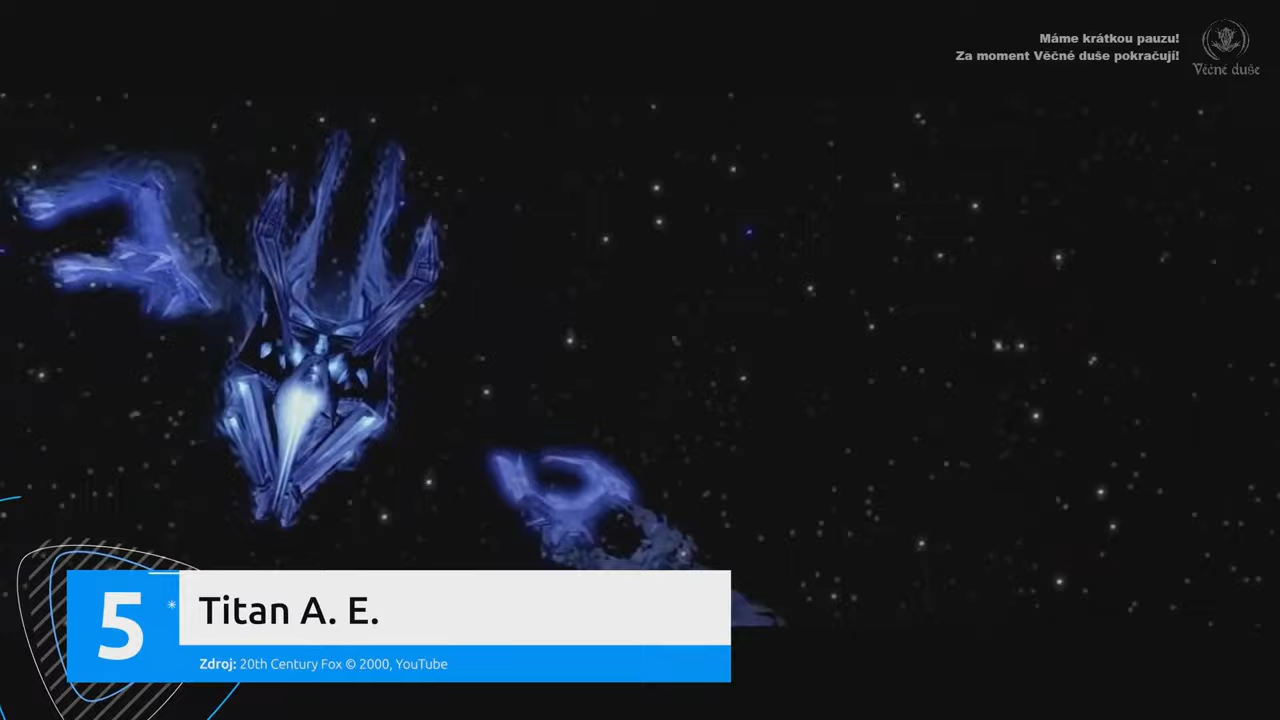 Máme krátkou pauzu!
Za moment Věčné duše pokračují!
Věčné duše
5
Titan A. E.
Zdroj: 20th Century Fox © 2000, YouTube